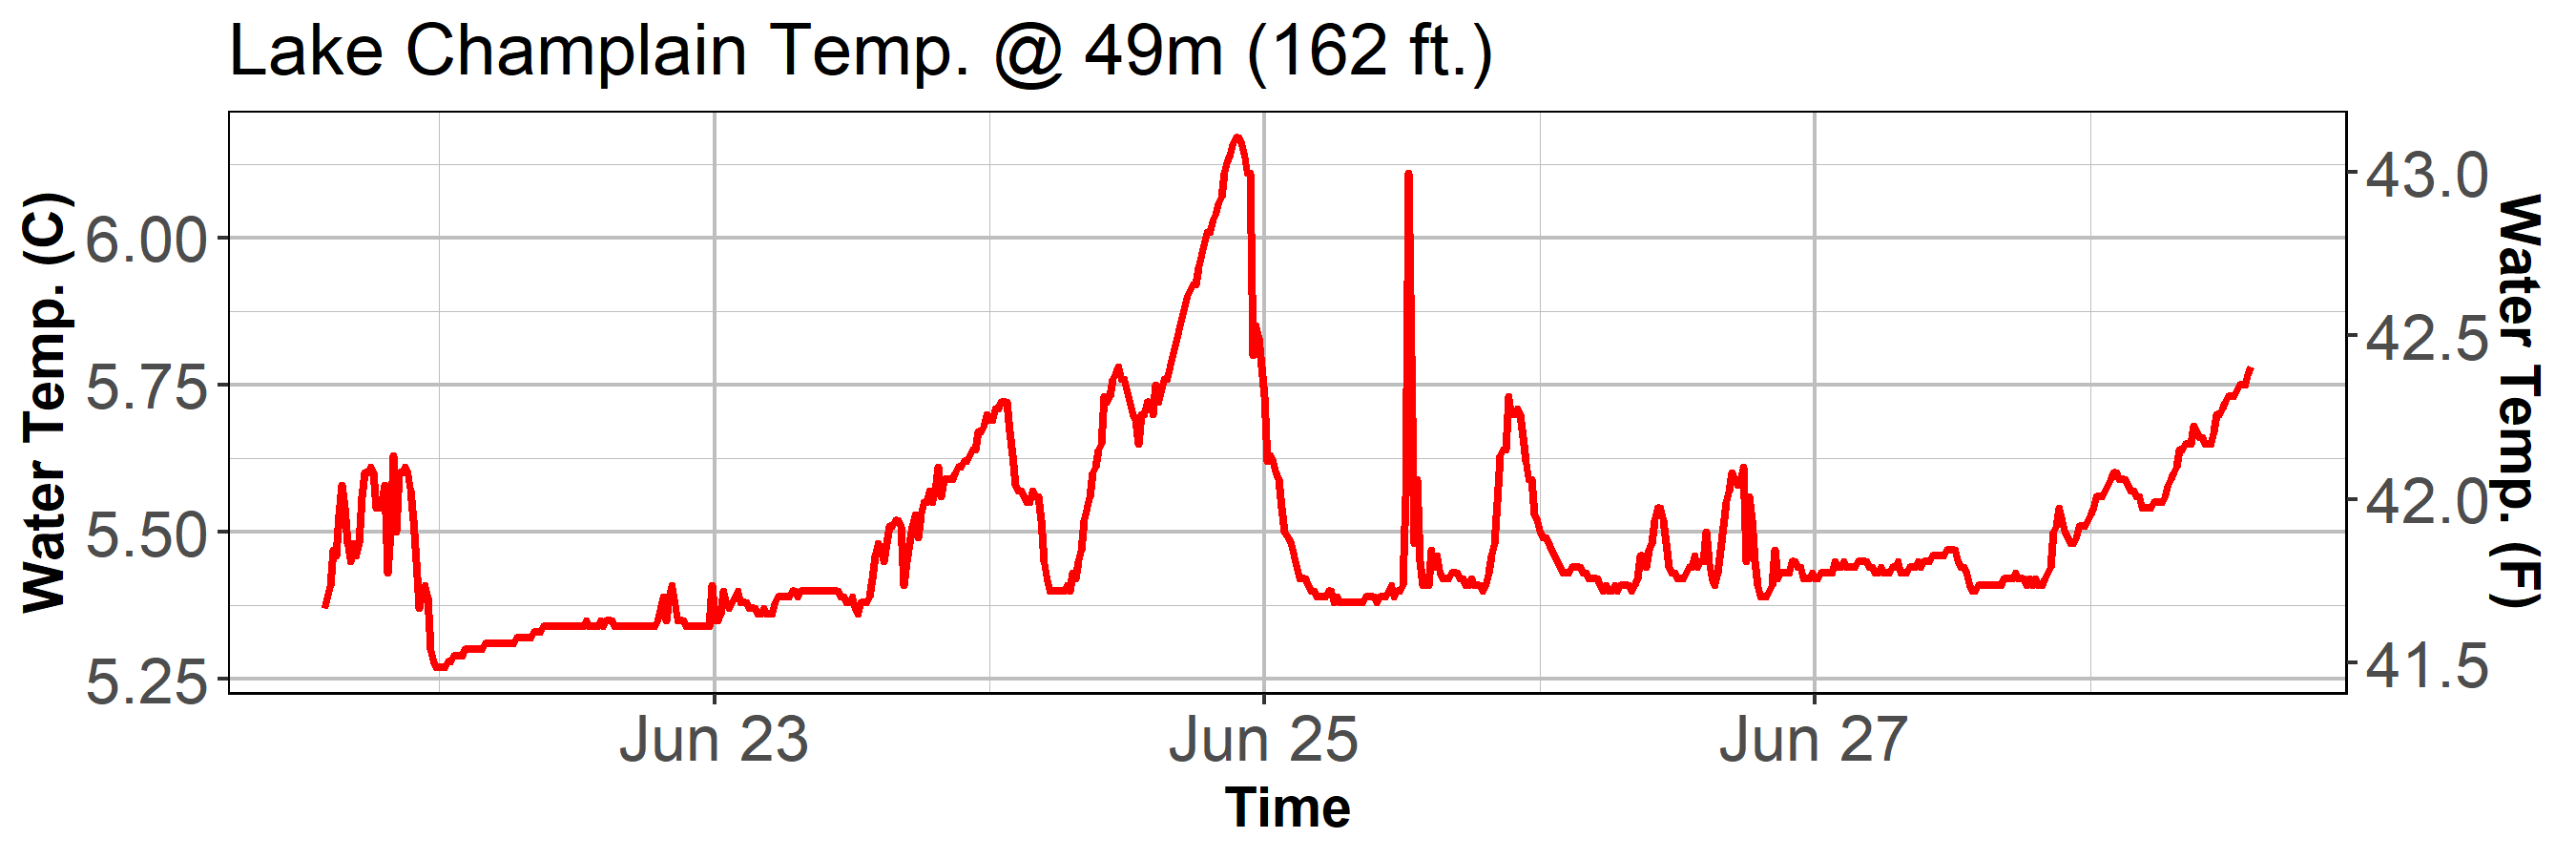 Lake Champlain Temp. @ 49m (162 ft.)
Water Temp. (C)
6.00
5.75
5.50
5.25
43.0
42.5
42.0
41.5
Water Temp. (F)
Jun 23
Jun 25
Jun 27
Time